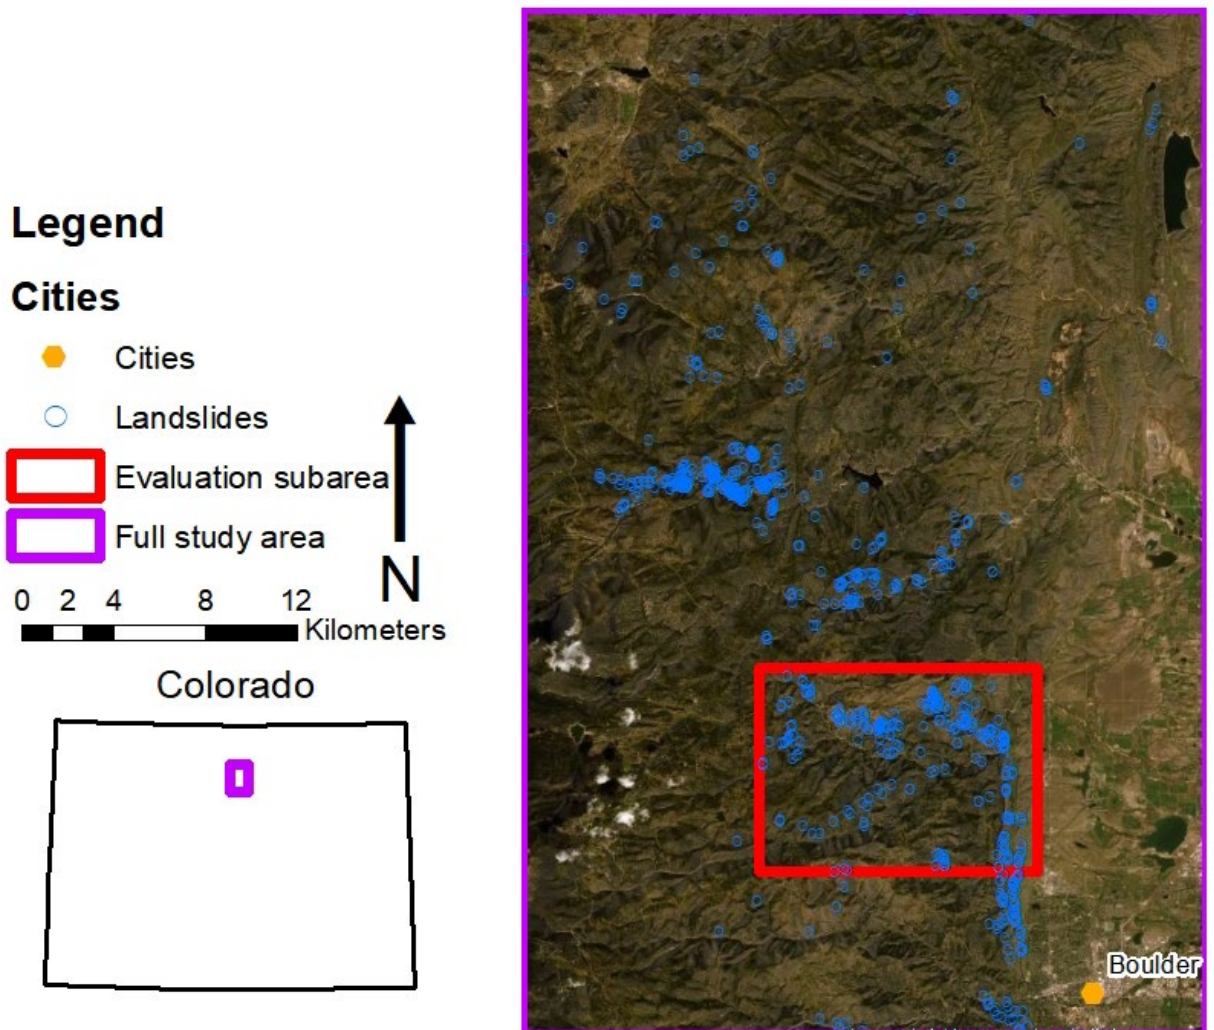 Legend
Cities
Cities
Landslides
Evaluation subarea
Full study area
N
0 2 4 8 12
Kilometers
Colorado
Boulder